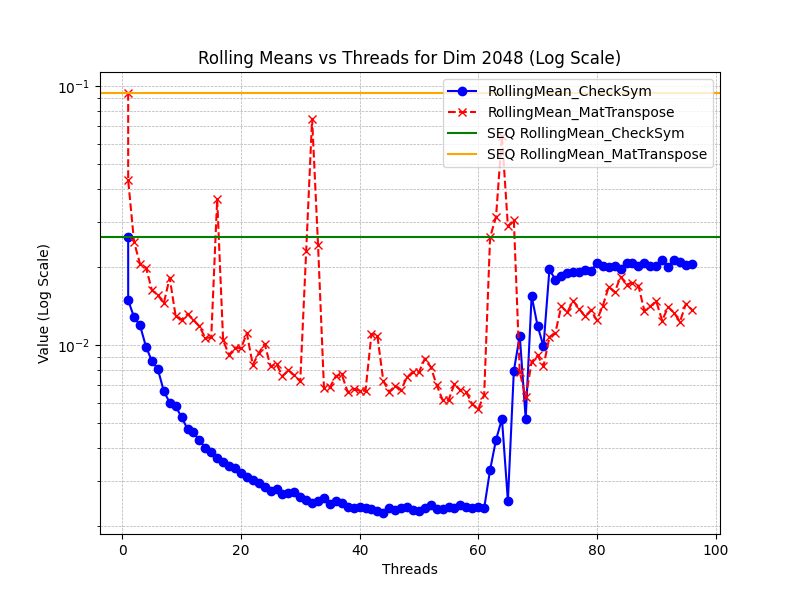 Rolling Means vs Threads for Dim 2048 (Log Scale)
RollingMean_CheckSym
RollingMean_MatTranspose
SEQ RollingMean_CheckSym
SEQ RollingMean_MatTranspose
Value (Log Scale)
10⁻¹
10⁻²
0 20 40 60 80 100
Threads